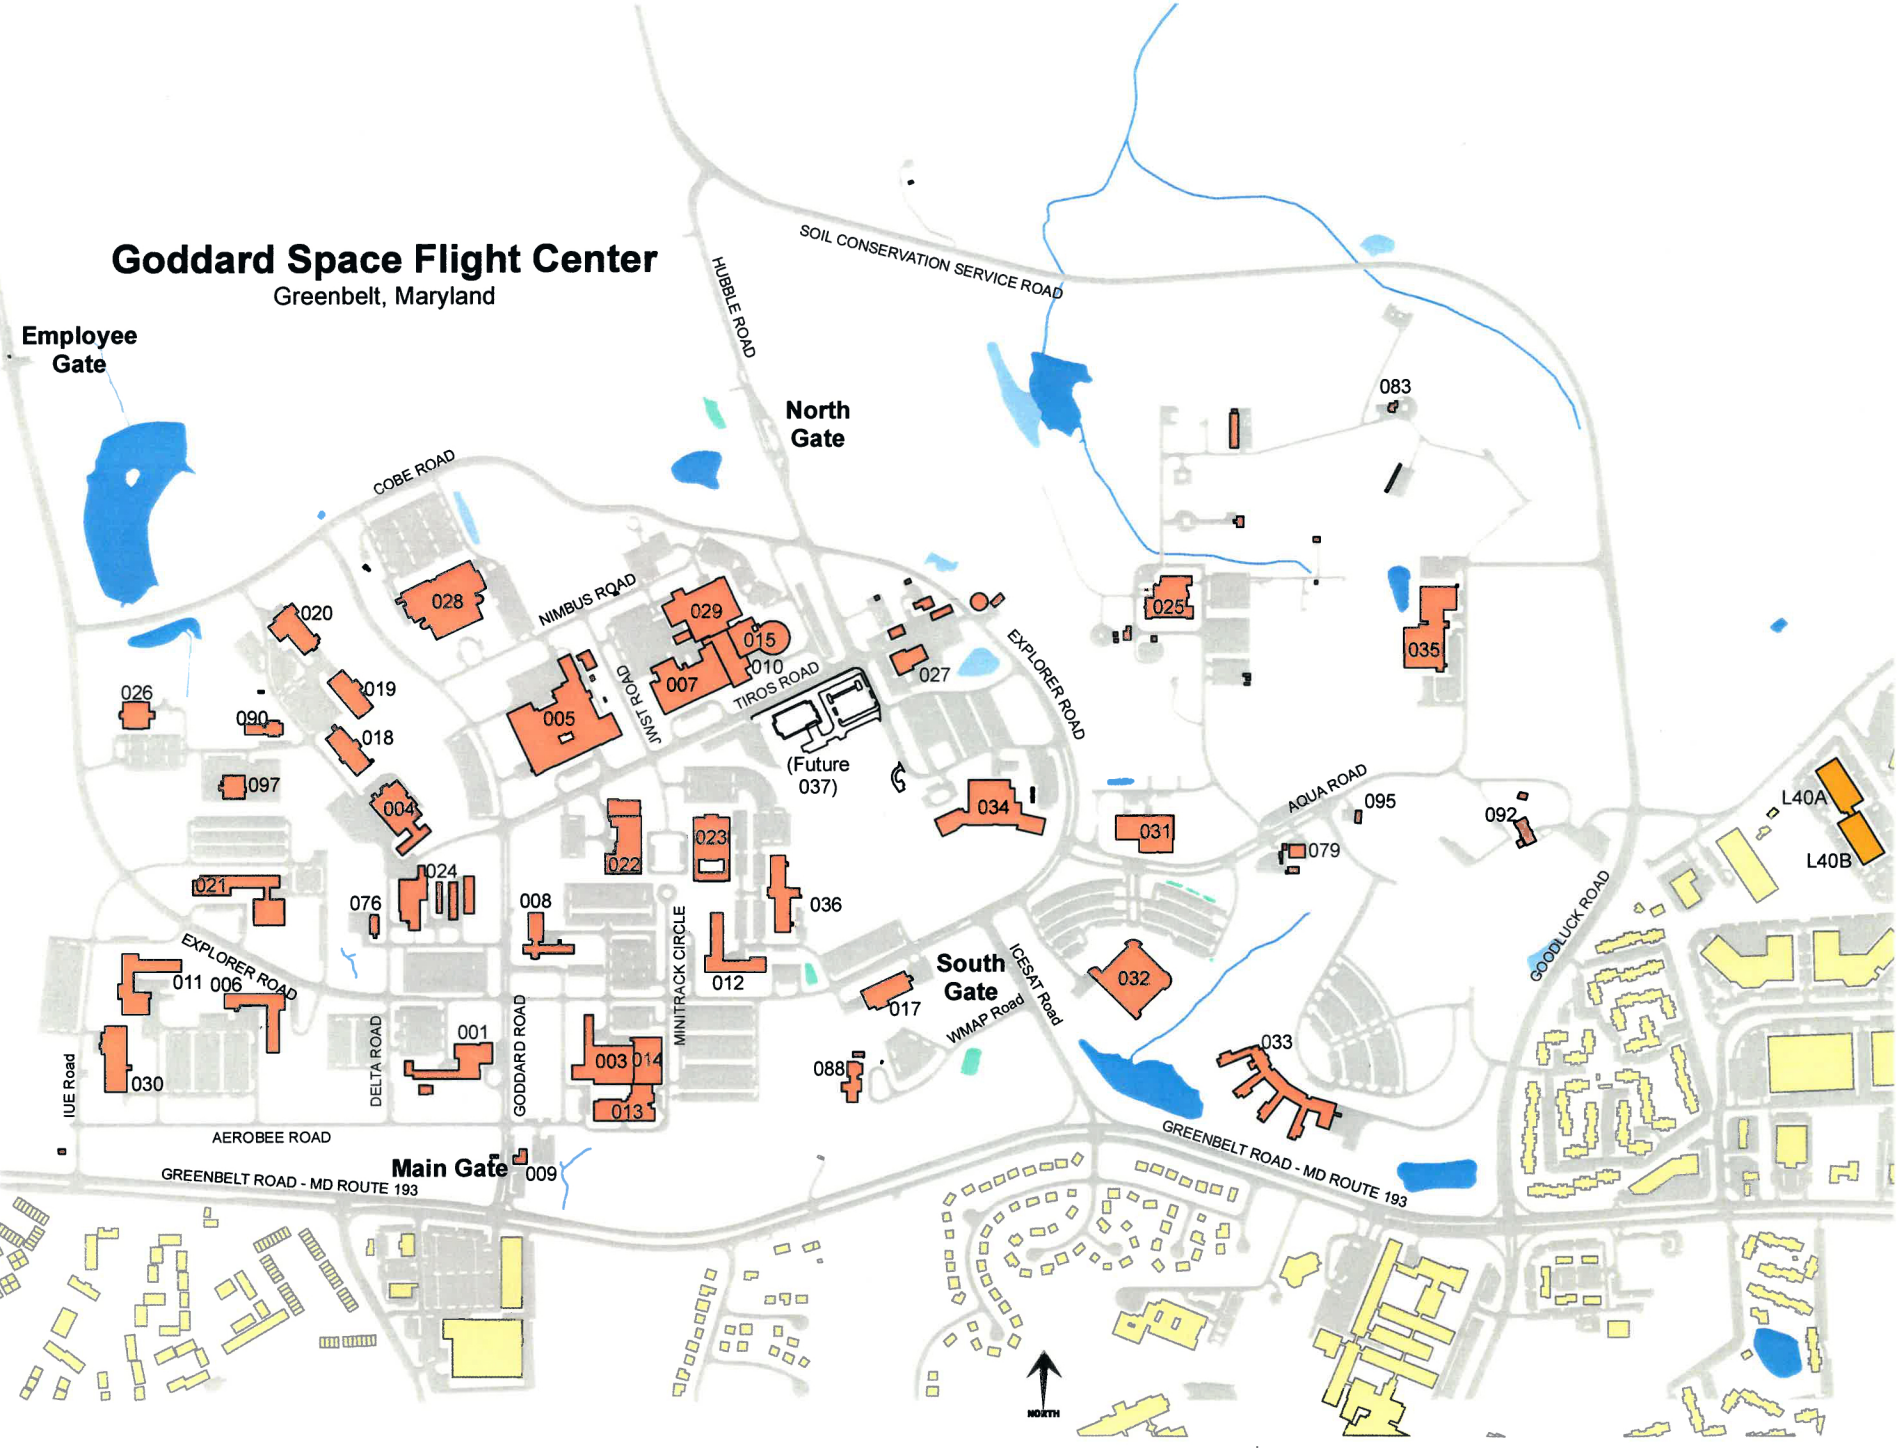 Goddard Space Flight Center
Greenbelt, Maryland
Employee
Gate
North
Gate
SOIL CONSERVATION SERVICE ROAD
HUBBLE ROAD
083
COBE ROAD
NIMBUS ROAD
028
020
029
015
010
007
TIROS ROAD
JWST ROAD
027
EXPLORER ROAD
025
035
026
090
019
018
005
097
004
(Future
037)
034
AQUA ROAD
095
092
031
079
L40A
L40B
022
023
021
024
076
008
036
MINITRACK CIRCLE
012
GOODLUCK ROAD
EXPLORER ROAD
011
006
South
Gate
017
ICESAT Road
WMAP Road
032
033
001
DELTA ROAD
GODDARD ROAD
003
014
013
088
030
IUE Road
AEROBEE ROAD
Main Gate
009
GREENBELT ROAD - MD ROUTE 193
GREENBELT ROAD - MD ROUTE 193
NORTH